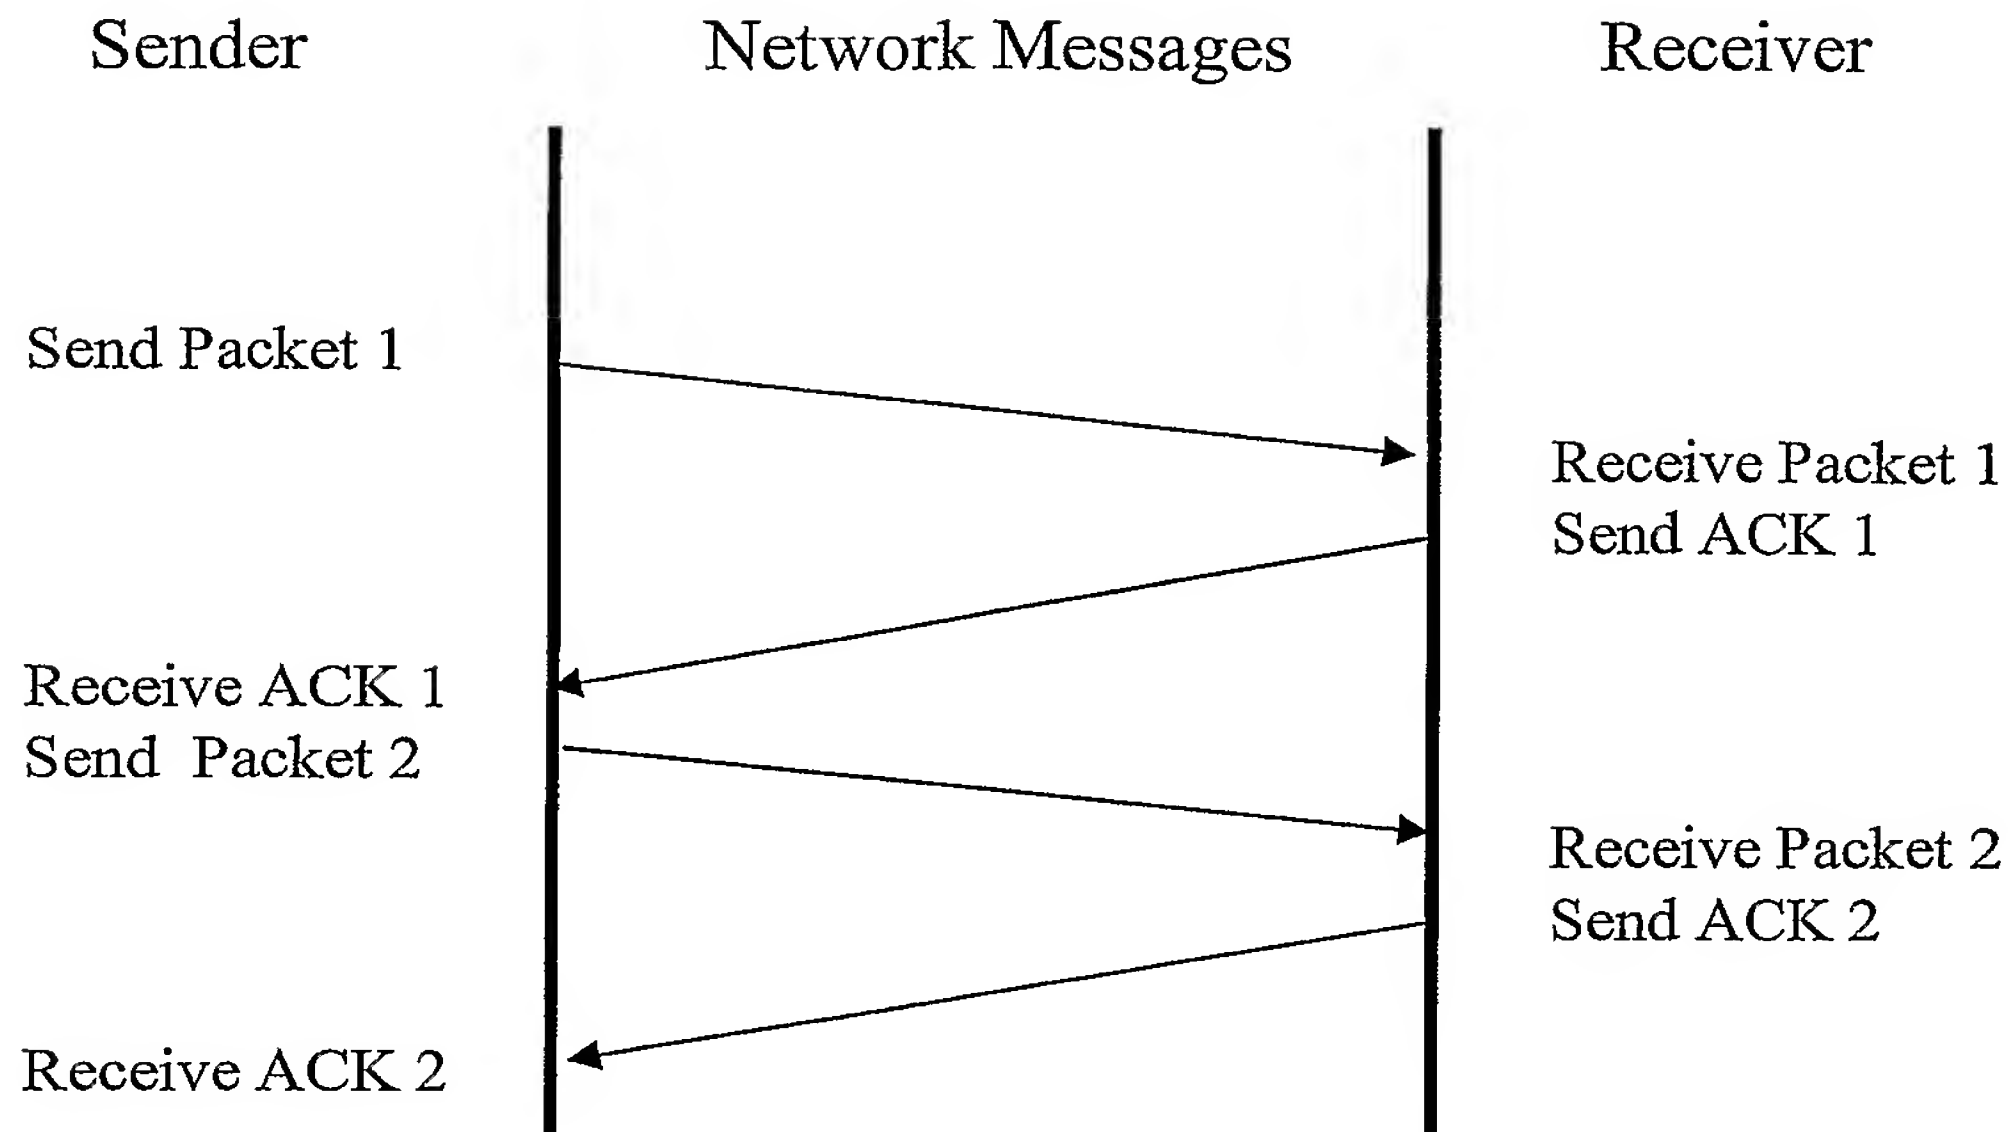 Sender Network Messages Receiver
Send Packet 1
Receive Packet 1
Send ACK 1
Receive ACK 1
Send Packet 2
Receive Packet 2
Send ACK 2
Receive ACK 2